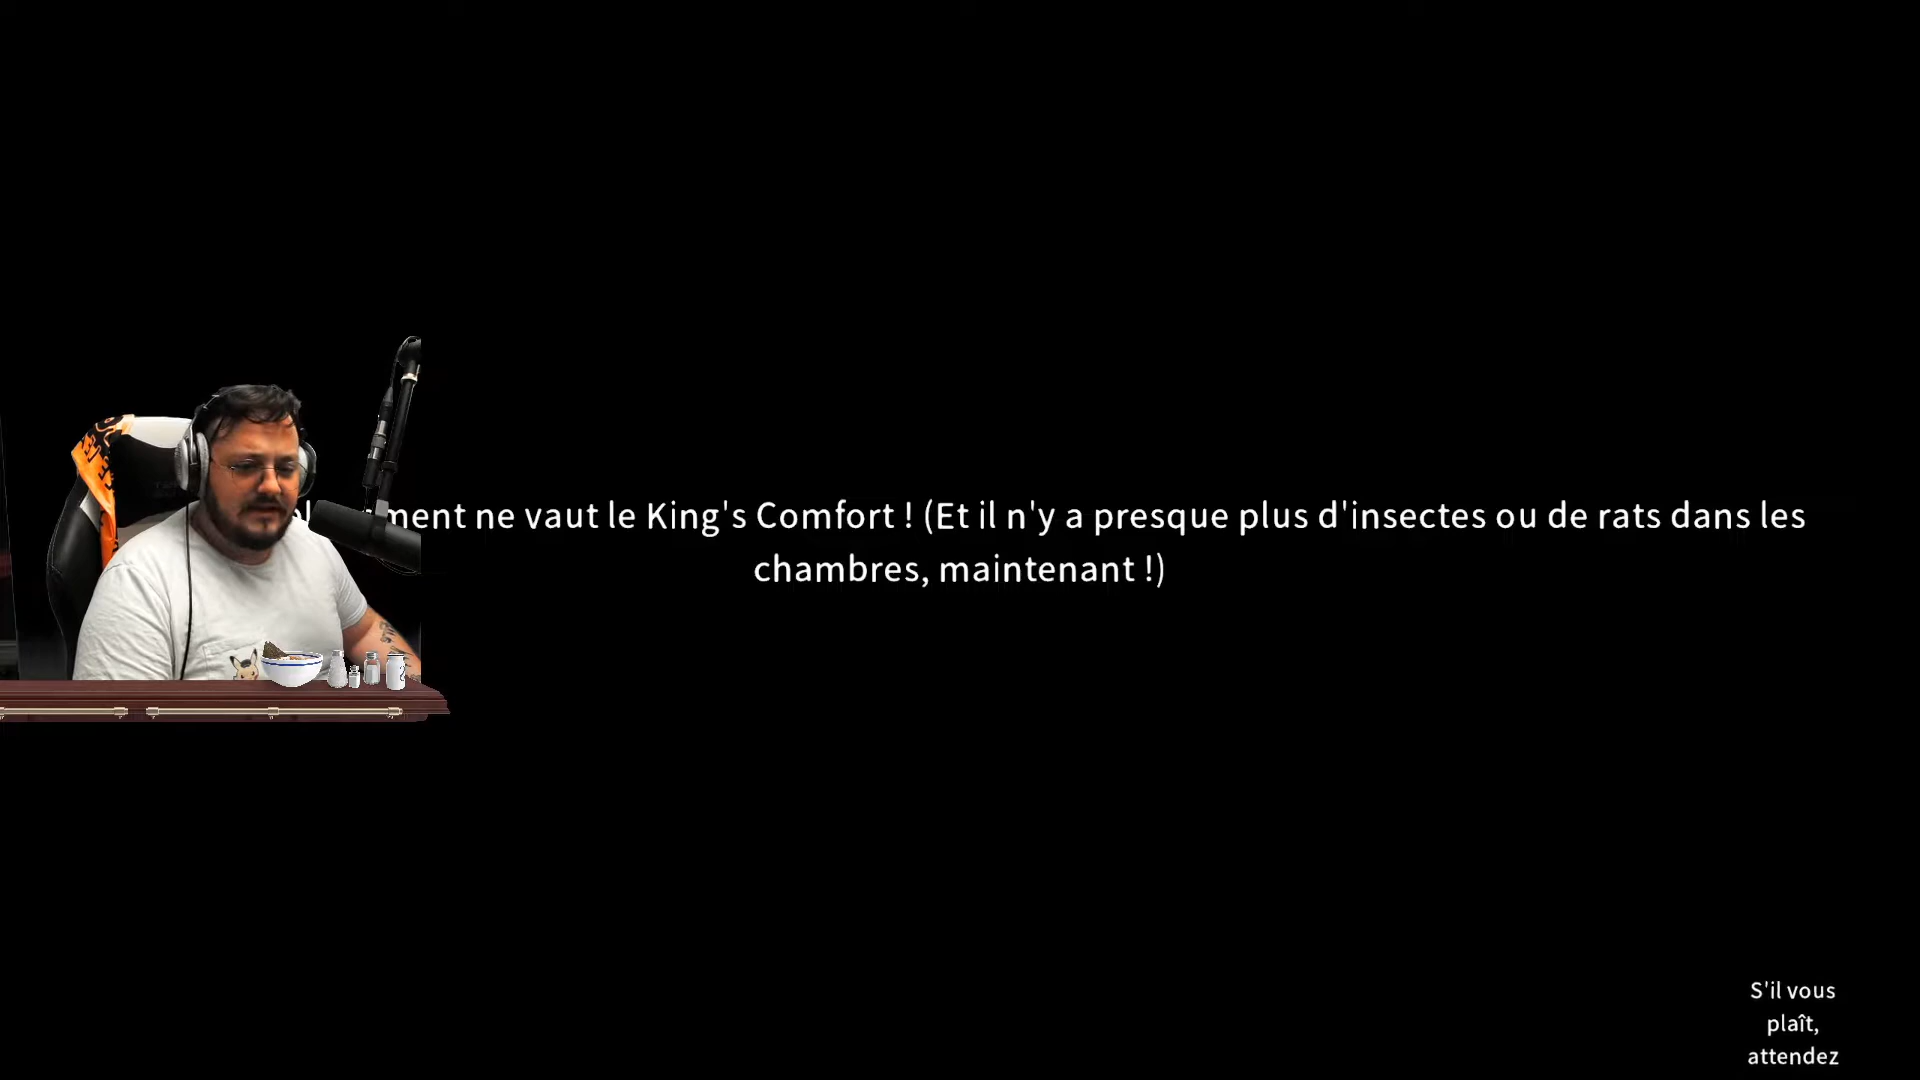 ment ne vaut le King's Comfort ! (Et il n'y a presque plus d'insectes ou de rats dans les
chambres, maintenant !)
S'il vous
plaît,
attendez